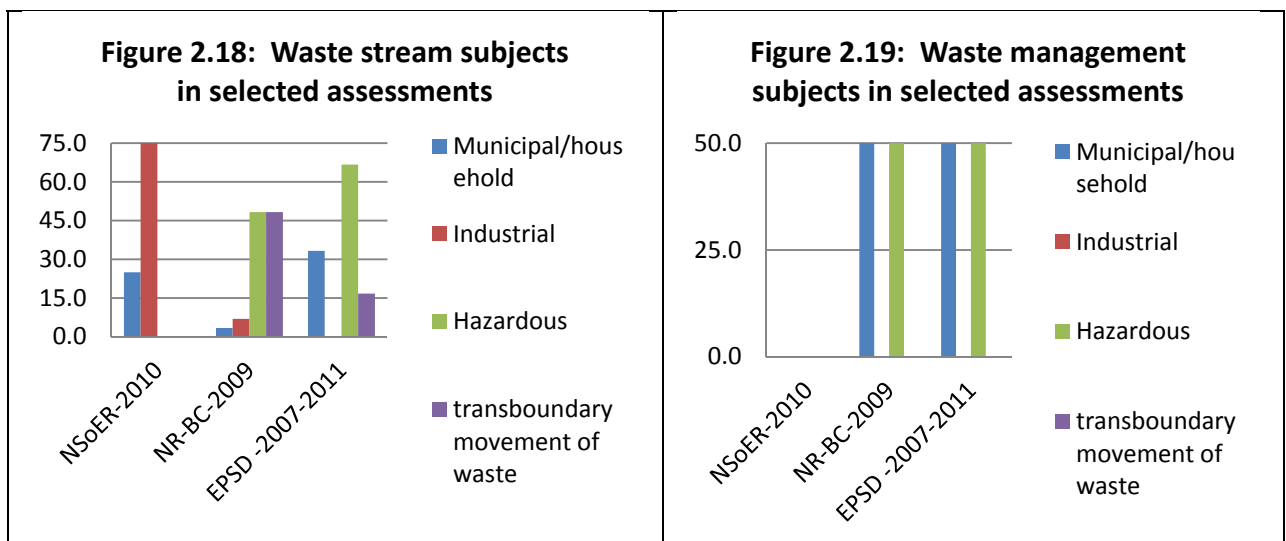 Figure 2.18: Waste stream subjects
in selected assessments
75.0
60.0
45.0
30.0
15.0
0.0
NSoER-2010
NR-BC-2009
EPSD -2007-2011
Municipal/hous
ehold
Industrial
Hazardous
transboundary
movement of
waste
Figure 2.19: Waste management
subjects in selected assessments
50.0
25.0
0.0
NSoER-2010
NR-BC-2009
EPSD -2007-2011
Municipal/hou
sehold
Industrial
Hazardous
transboundary
movement of
waste